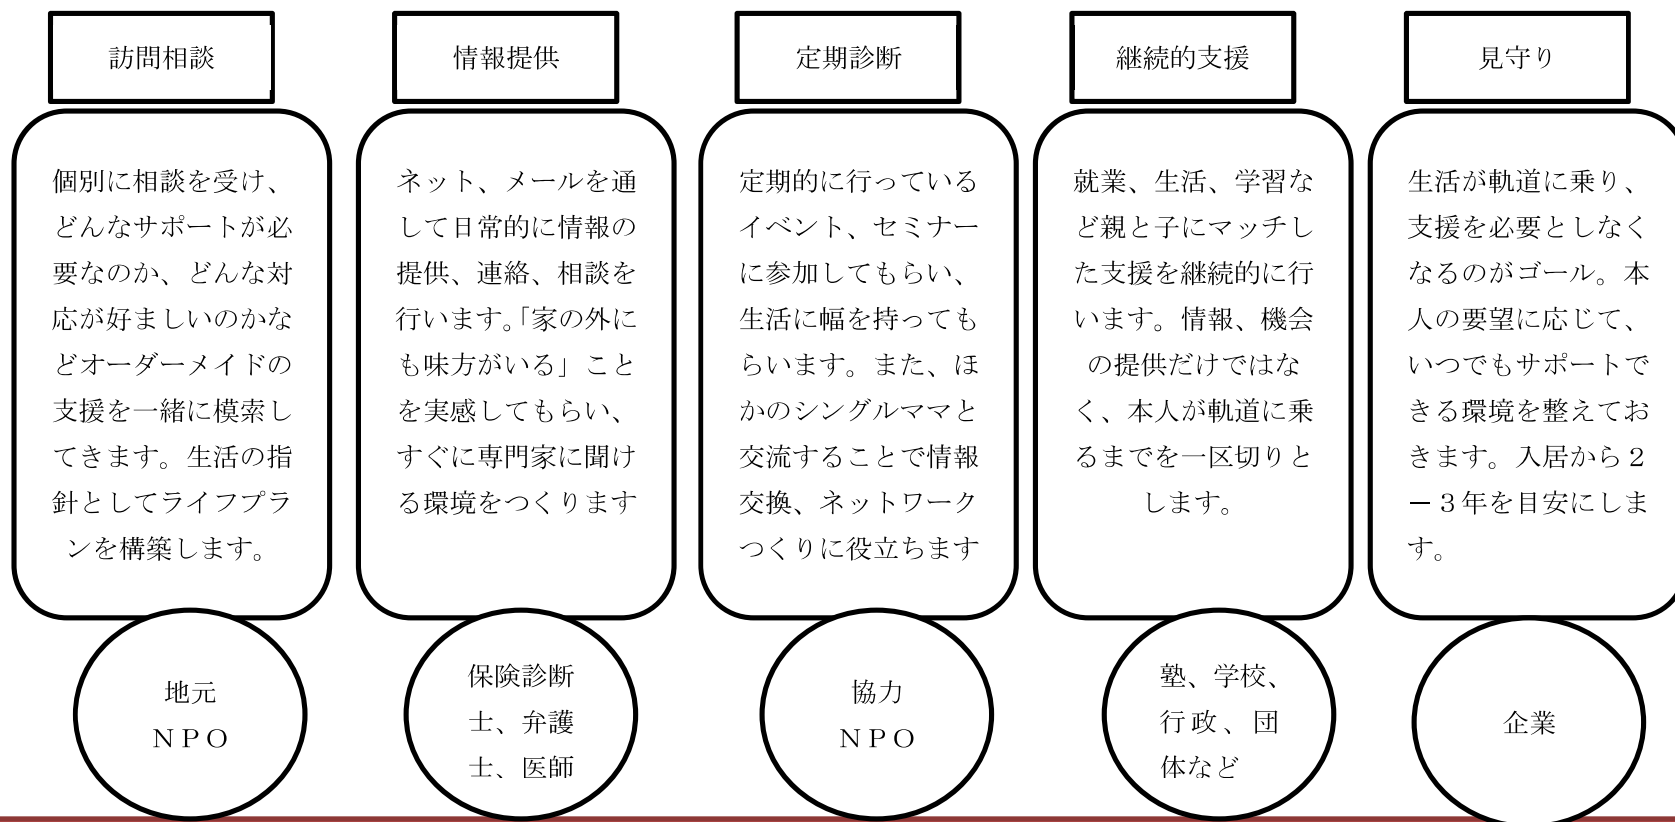 訪問相談
個別に相談を受け、
どんなサポートが必
要なのか、どんな対
応が好ましいのかな
どオーダーメイドの
支援を一緒に模索し
てきます。生活の指
針としてライフプラ
ンを構築します。
地元
ＮＰＯ
情報提供
ネット、メールを通
して日常的に情報の
提供、連絡、相談を
行います。「家の外に
も味方がいる」こと
を実感してもらい、
すぐに専門家に聞け
る環境をつくります
保険診断
士、弁護
士、医師
定期診断
定期的に行っている
イベント、セミナー
に参加してもらい、
生活に幅を持っても
らいます。また、ほ
かのシングルママと
交流することで情報
交換、ネットワーク
つくりに役立ちます
協力
ＮＰＯ
継続的支援
就業、生活、学習な
ど親と子にマッチし
た支援を継続的に行
います。情報、機会
の提供だけではな
く、本人が軌道に乗
るまでを一区切りと
します。
塾、学校、
行政、団
体など
見守り
生活が軌道に乗り、
支援を必要としなく
なるのがゴール。本
人の要望に応じて、
いつでもサポートで
きる環境を整えてお
きます。入居から２
－３年を目安にしま
す。
企業